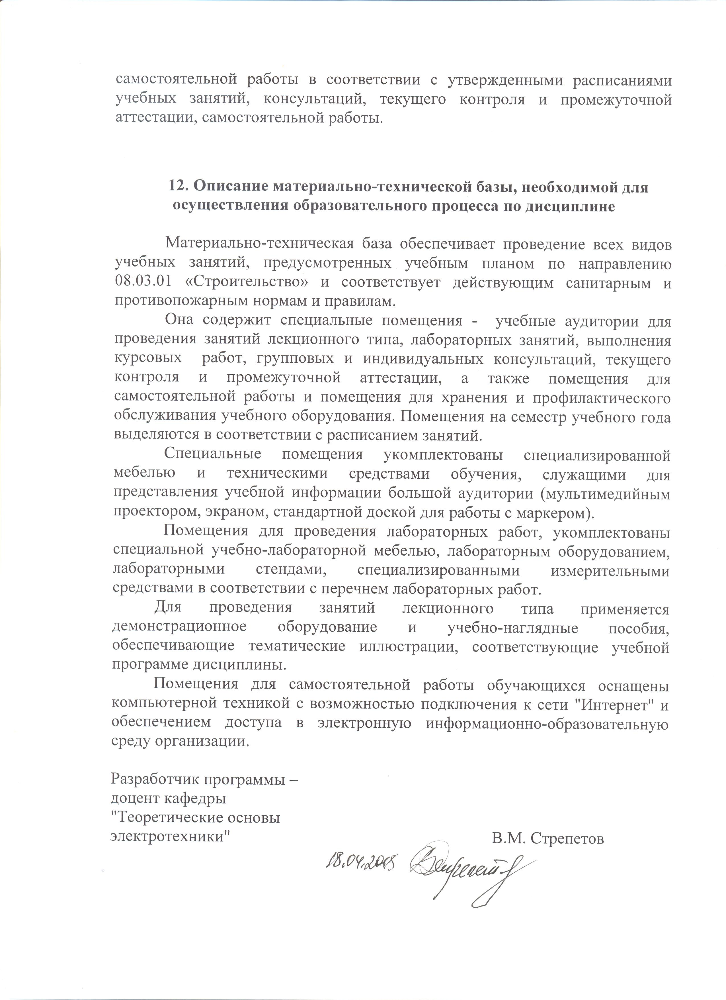 самостоятельной работы в соответствии с утвержденными расписаниями
учебных занятий, консультаций, текущего контроля и промежуточной
аттестации, самостоятельной работы.
12. Описание материально-технической базы, необходимой для
осуществления образовательного процесса по дисциплине
Материально-техническая база обеспечивает проведение всех видов
учебных занятий, предусмотренных учебным планом по направлению
08.03.01 «Строительство» и соответствует действующим санитарным и
противопожарным нормам и правилам.
Она содержит специальные помещения - учебные аудитории для
проведения занятий лекционного типа, лабораторных занятий, выполнения
курсовых работ, групповых и индивидуальных консультаций, текущего
контроля и промежуточной аттестации, а также помещения для
самостоятельной работы и помещения для хранения и профилактического
обслуживания учебного оборудования. Помещения на семестр учебного года
выделяются в соответствии с расписанием занятий.
Специальные помещения укомплектованы специализированной
мебелью и техническими средствами обучения, служащими для
представления учебной информации большой аудитории (мультимедийным
проектором, экраном, стандартной доской для работы с маркером).
Помещения для проведения лабораторных работ, укомплектованы
специальной учебно-лабораторной мебелью, лабораторным оборудованием,
лабораторными стендами, специализированными измерительными
средствами в соответствии с перечнем лабораторных работ.
Для проведения занятий лекционного типа применяется
демонстрационное оборудование и учебно-наглядные пособия,
обеспечивающие тематические иллюстрации, соответствующие учебной
программе дисциплины.
Помещения для самостоятельной работы обучающихся оснащены
компьютерной техникой с возможностью подключения к сети "Интернет" и
обеспечением доступа в электронную информационно-образовательную
среду организации.
Разработчик программы –
доцент кафедры
"Теоретические основы
электротехники"
В.М. Стрепетов